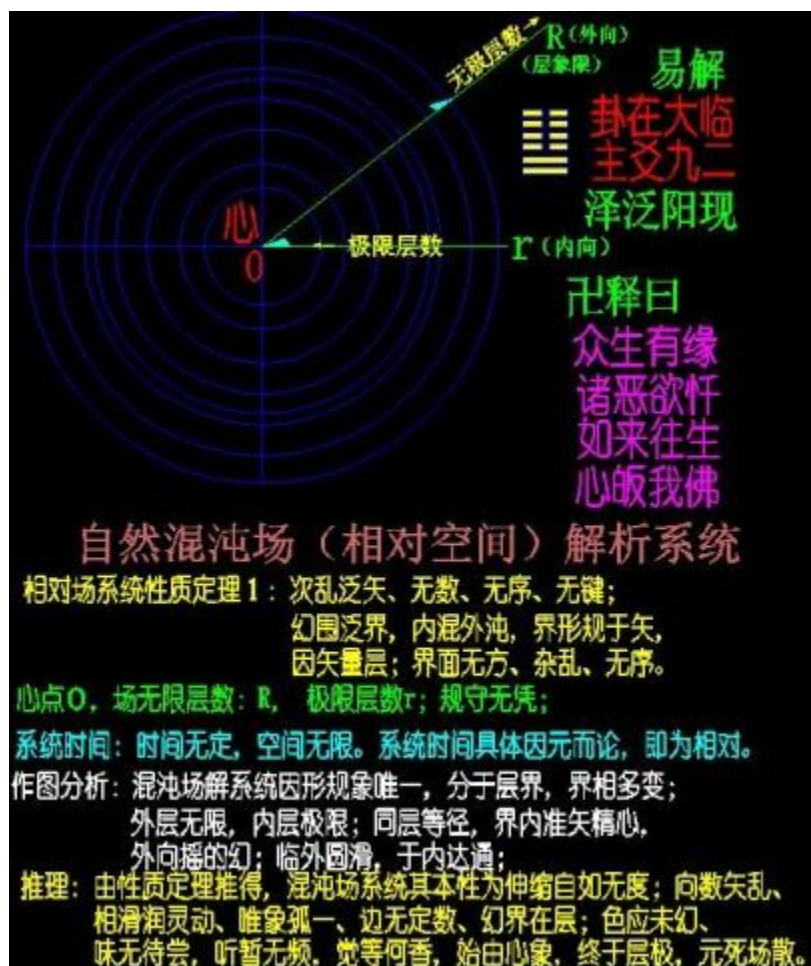 无极层数
R(外向)
(层象限)
易解
卦在大临
主爻九二
泽泛阳现
心
0
极限层数
r(内向)
卍释曰
众生有缘
诸恶欲忏
如来往生
心皈我佛
自然混沌场（相对空间）解析系统
相对场系统性质定理1：次乱泛矢、无数、无序、无键；
幻围泛界，内混外沌，界形规于矢，
因矢量层；界面无方、杂乱、无序。
心点O，场无限层数：R，极限层数r；规守无凭；
系统时间：时间无定，空间无限。系统时间具体因元而论，即为相对。
作图分析：混沌场解系统因形规象唯一，分于层界，界相多变；
外层无限，内层极限；同层等径，界内准矢精心，
外向摇的幻；临外圆滑，于内达通；
推理：由性质定理推得，混沌场系统其本性为伸缩自如无度；向数矢乱、
相滑润灵动、唯象孤一、边无定数、幻界在层；色应未幻、
味无待尝，听暂无频，觉等何香，始由心象，终于层极，元死场散。